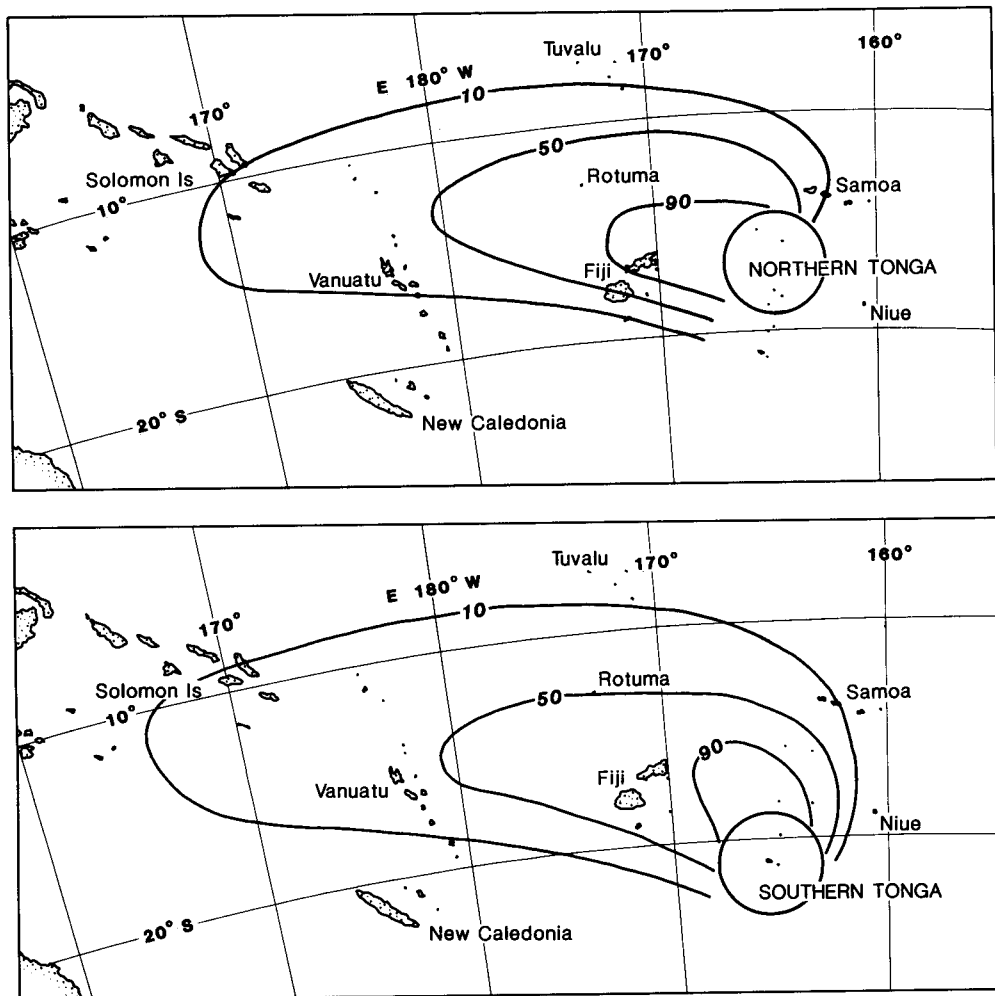 Tuvalu
170°
160°
E 180° W
10
170°
50
Solomon Is
Rotuma
Samoa
10°
90
Fiji
NORTHERN TONGA
Vanuatu
Niue
20° S
New Caledonia
Tuvalu
170°
160°
E 180° W
10
170°
Rotuma
Solomon Is
50
Samoa
10°
90
Fiji
Vanuatu
Niue
SOUTHERN TONGA
20° S
New Caledonia